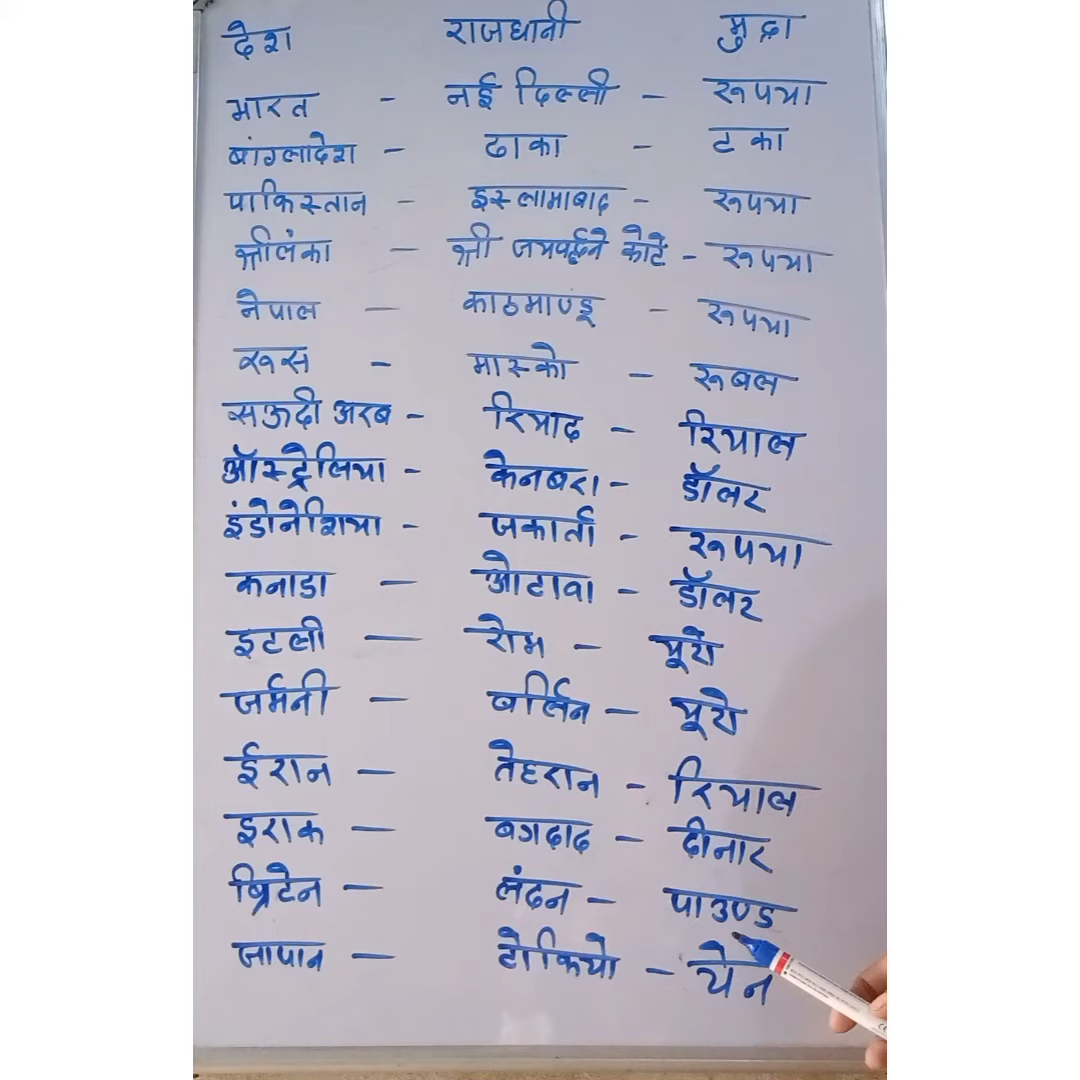 देश राजधानी मुद्रा
भारत - नई दिल्ली - रूपया
बांग्लादेश - ढाका - टका
पाकिस्तान - इस्लामाबाद - रूपया
श्रीलंका - श्री जयवर्द्धने कोटे - रूपया
नेपाल - काठमाण्डू - रूपया
रूस - मास्को - रूबल
सऊदी अरब - रियाद - रियाल
ऑस्ट्रेलिया - केनबरा - डॉलर
इंडोनेशिया - जकार्ता - रूपया
कनाडा - ओटावा - डॉलर
इटली - रोम - यूरो
जर्मनी - बर्लिन - यूरो
ईरान - तेहरान - रियाल
इराक - बगदाद - दीनार
ब्रिटेन - लंदन - पाउण्ड
जापान - टोकियो - येन